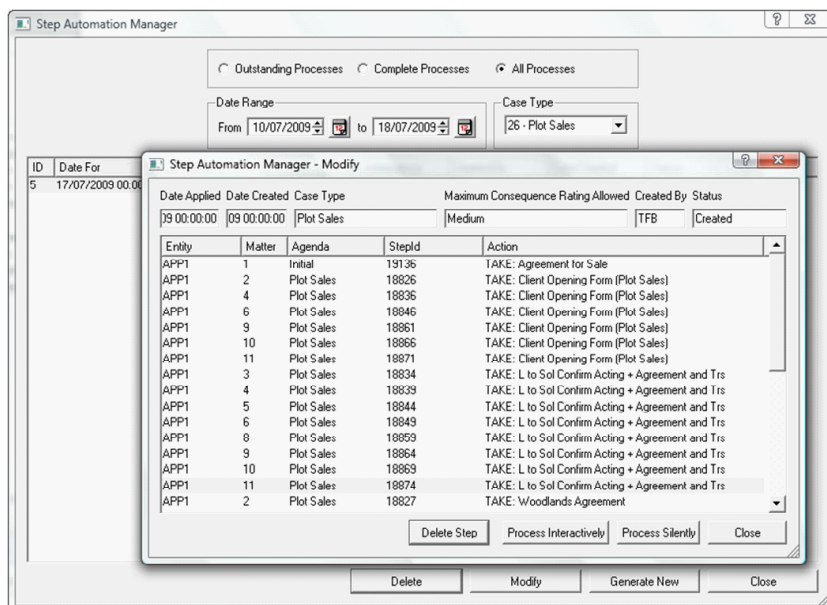 Step Automation Manager
Outstanding Processes Complete Processes All Processes
Date Range
From 10/07/2009 to 18/07/2009
Case Type
26 - Plot Sales
ID Date For
5 17/07/2009 00:00
Step Automation Manager - Modify
Date Applied Date Created Case Type Maximum Consequence Rating Allowed Created By Status
09 00:00:00 09 00:00:00 Plot Sales Medium TFB Created
Entity Matter Agenda StepId Action
APP1 1 Initial 19136 TAKE: Agreement for Sale
APP1 2 Plot Sales 18826 TAKE: Client Opening Form (Plot Sales)
APP1 4 Plot Sales 18836 TAKE: Client Opening Form (Plot Sales)
APP1 6 Plot Sales 18846 TAKE: Client Opening Form (Plot Sales)
APP1 9 Plot Sales 18861 TAKE: Client Opening Form (Plot Sales)
APP1 10 Plot Sales 18866 TAKE: Client Opening Form (Plot Sales)
APP1 11 Plot Sales 18871 TAKE: Client Opening Form (Plot Sales)
APP1 3 Plot Sales 18834 TAKE: L to Sol Confirm Acting + Agreement and Trs
APP1 4 Plot Sales 18839 TAKE: L to Sol Confirm Acting + Agreement and Trs
APP1 5 Plot Sales 18844 TAKE: L to Sol Confirm Acting + Agreement and Trs
APP1 6 Plot Sales 18849 TAKE: L to Sol Confirm Acting + Agreement and Trs
APP1 8 Plot Sales 18859 TAKE: L to Sol Confirm Acting + Agreement and Trs
APP1 9 Plot Sales 18864 TAKE: L to Sol Confirm Acting + Agreement and Trs
APP1 10 Plot Sales 18869 TAKE: L to Sol Confirm Acting + Agreement and Trs
APP1 11 Plot Sales 18874 TAKE: L to Sol Confirm Acting + Agreement and Trs
APP1 2 Plot Sales 18827 TAKE: Woodlands Agreement
Delete Step Process Interactively Process Silently Close
Delete Modify Generate New Close